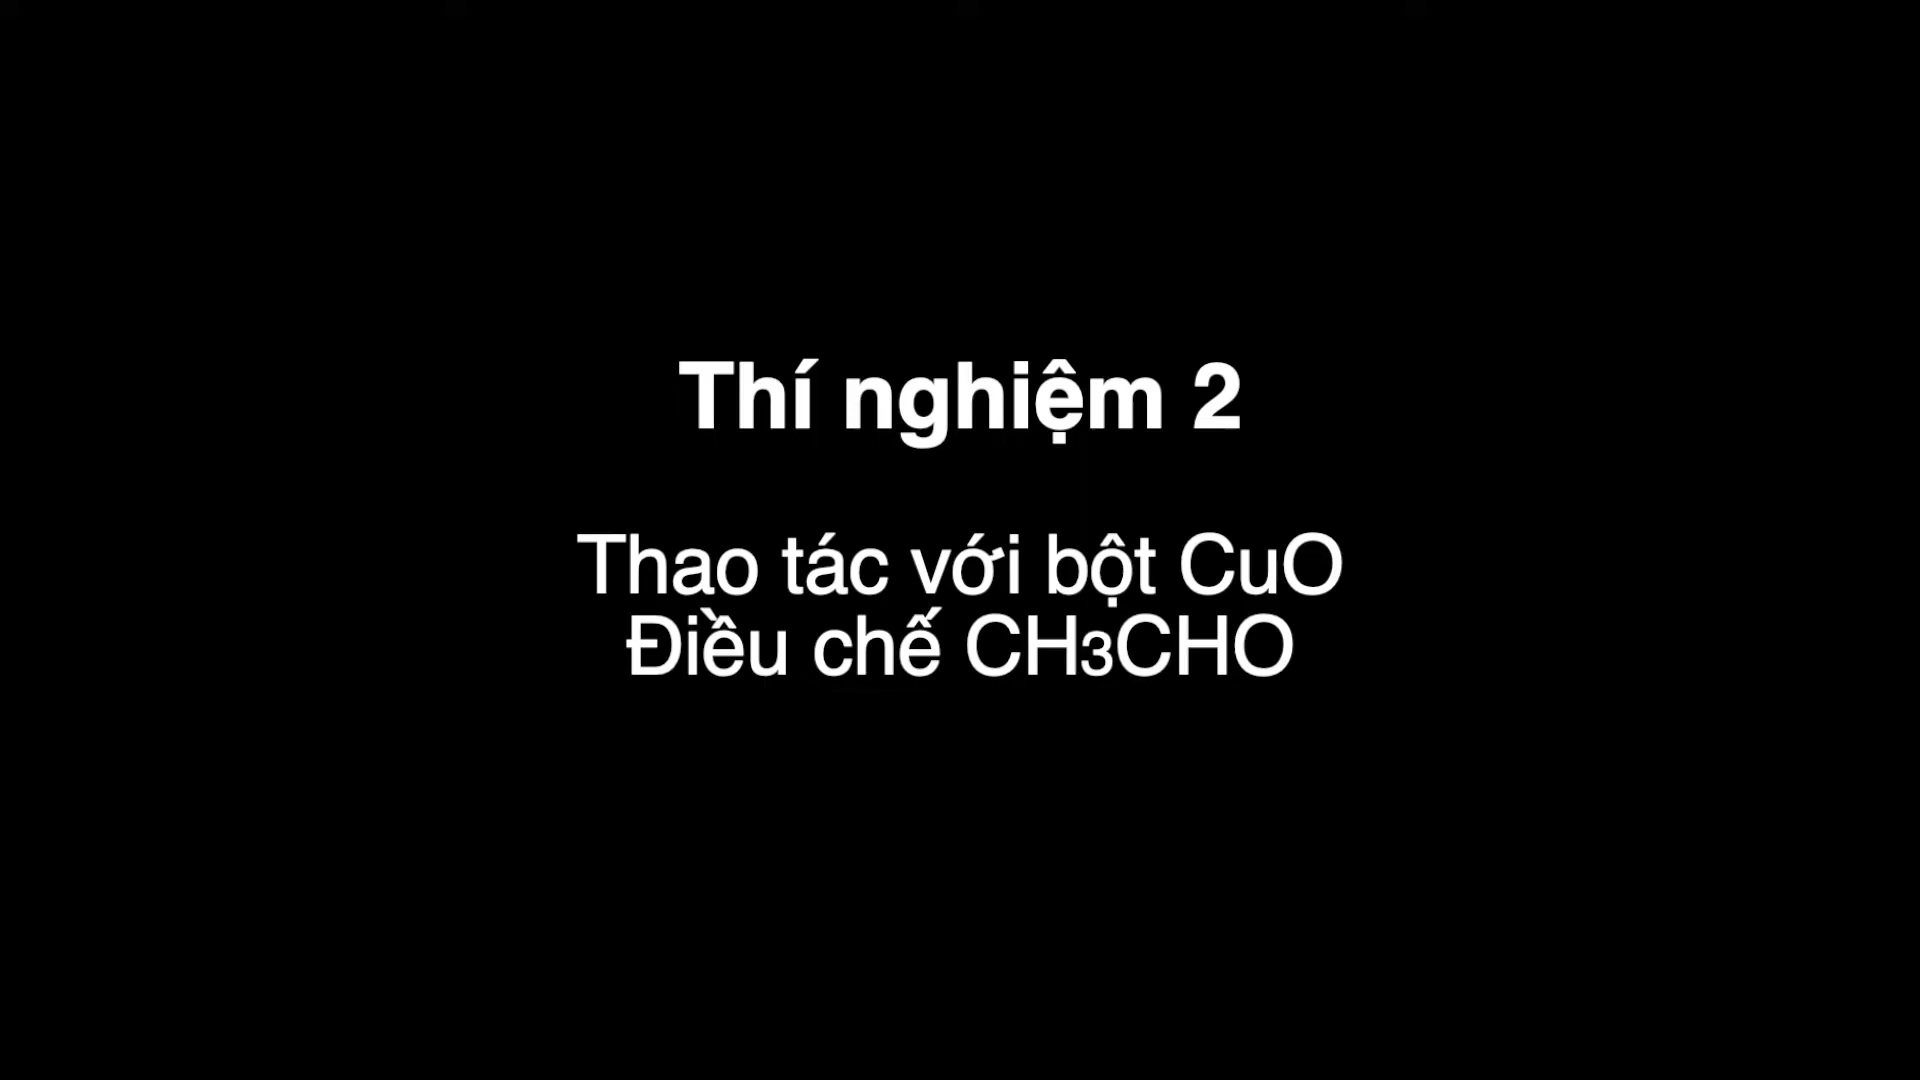 Thí nghiệm 2
Thao tác với bột CuO
Điều chế CH3CHO